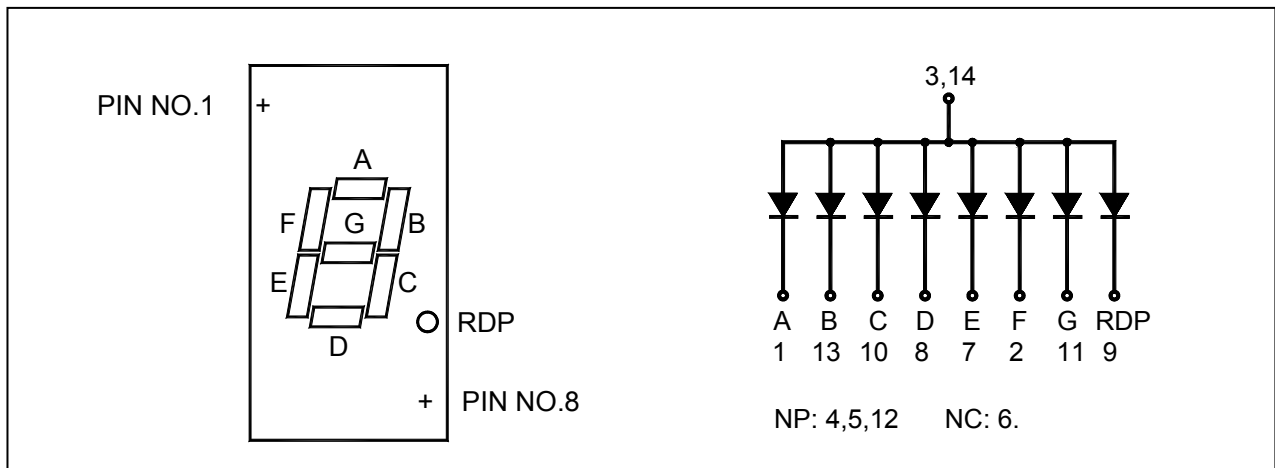 PIN NO.1 +
A
F G B
E C
RDP
D
+ PIN NO.8
3,14
A B C D E F G RDP
1 13 10 8 7 2 11 9
NP: 4,5,12 NC: 6.